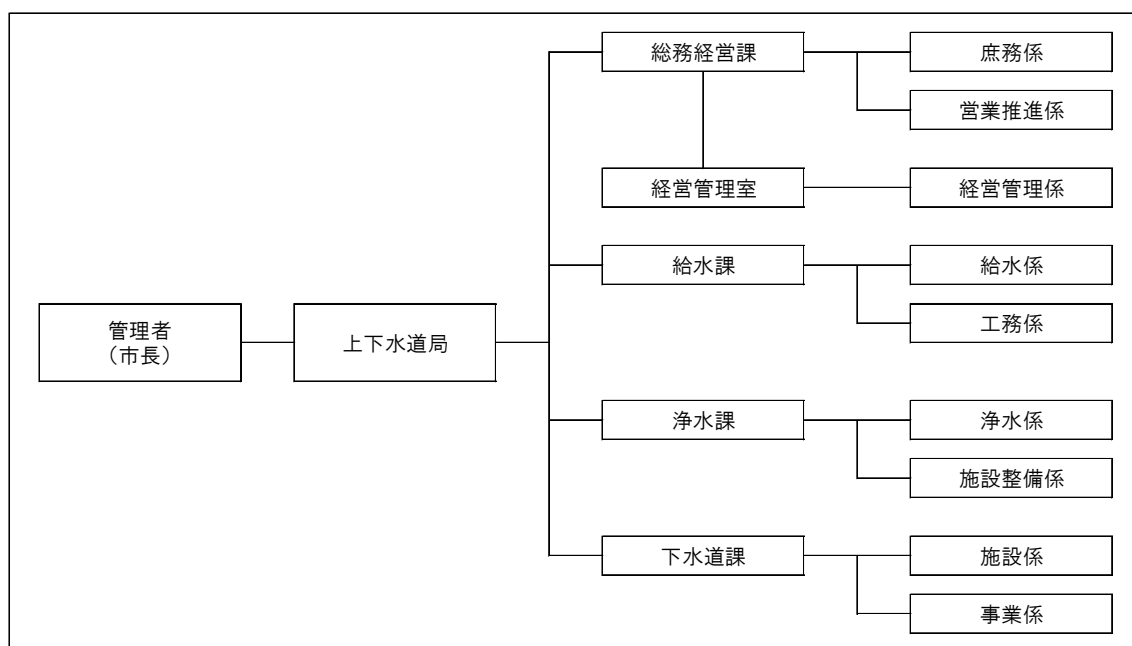 管理者
（市長）
上下水道局
総務経営課
庶務係
営業推進係
経営管理室
経営管理係
給水課
給水係
工務係
浄水課
浄水係
施設整備係
下水道課
施設係
事業係